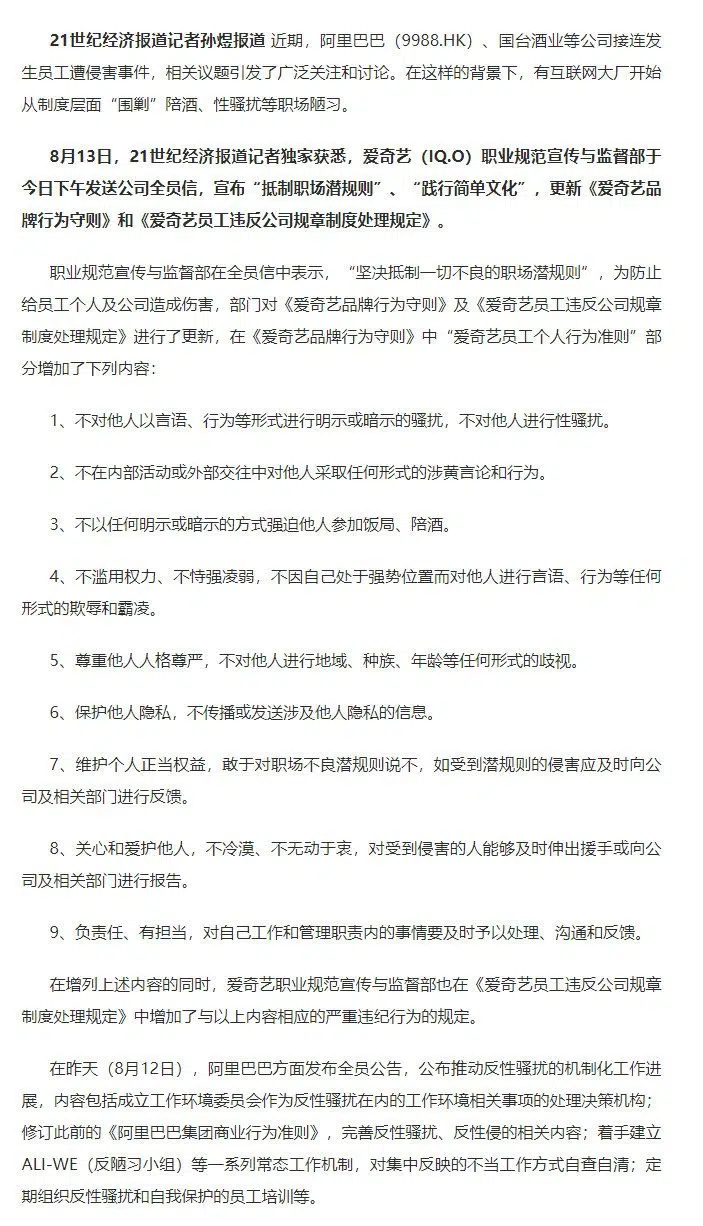 21世纪经济报道记者孙煜报道 近期，阿里巴巴（9988.HK）、国台酒业等公司接连发
生员工遭侵害事件，相关议题引发了广泛关注和讨论。在这样的背景下，有互联网大厂开始
从制度层面“围剿”陪酒、性骚扰等职场陋习。
8月13日，21世纪经济报道记者独家获悉，爱奇艺（IQ.O）职业规范宣传与监督部于
今日下午发送公司全员信，宣布“抵制职场潜规则”、“践行简单文化”，更新《爱奇艺品
牌行为守则》和《爱奇艺员工违反公司规章制度处理规定》。
职业规范宣传与监督部在全员信中表示，“坚决抵制一切不良的职场潜规则”，为防止
给员工个人及公司造成伤害，部门对《爱奇艺品牌行为守则》及《爱奇艺员工违反公司规章
制度处理规定》进行了更新，在《爱奇艺品牌行为守则》中“爱奇艺员工个人行为准则”部
分增加了下列内容：
1、不对他人以言语、行为等形式进行明示或暗示的骚扰，不对他人进行性骚扰。
2、不在内部活动或外部交往中对他人采取任何形式的涉黄言论和行为。
3、不以任何明示或暗示的方式强迫他人参加饭局、陪酒。
4、不滥用权力、不恃强凌弱，不因自己处于强势位置而对他人进行言语、行为等任何
形式的欺辱和霸凌。
5、尊重他人人格尊严，不对他人进行地域、种族、年龄等任何形式的歧视。
6、保护他人隐私，不传播或发送涉及他人隐私的信息。
7、维护个人正当权益，敢于对职场不良潜规则说不，如受到潜规则的侵害应及时向公
司及相关部门进行反馈。
8、关心和爱护他人，不冷漠、不无动于衷，对受到侵害的人能够及时伸出援手或向公
司及相关部门进行报告。
9、负责任、有担当，对自己工作和管理职责内的事情要及时予以处理、沟通和反馈。
在增列上述内容的同时，爱奇艺职业规范宣传与监督部也在《爱奇艺员工违反公司规章
制度处理规定》中增加了与以上内容相应的严重违纪行为的规定。
在昨天（8月12日），阿里巴巴方面发布全员公告，公布推动反性骚扰的机制化工作进
展，内容包括成立工作环境委员会作为反性骚扰在内的工作环境相关事项的处理决策机构；
修订此前的《阿里巴巴集团商业行为准则》，完善反性骚扰、反性侵的相关内容；着手建立
ALI-WE（反陋习小组）等一系列常态工作机制，对集中反映的不当工作方式自查自清；定
期组织反性骚扰和自我保护的员工培训等。